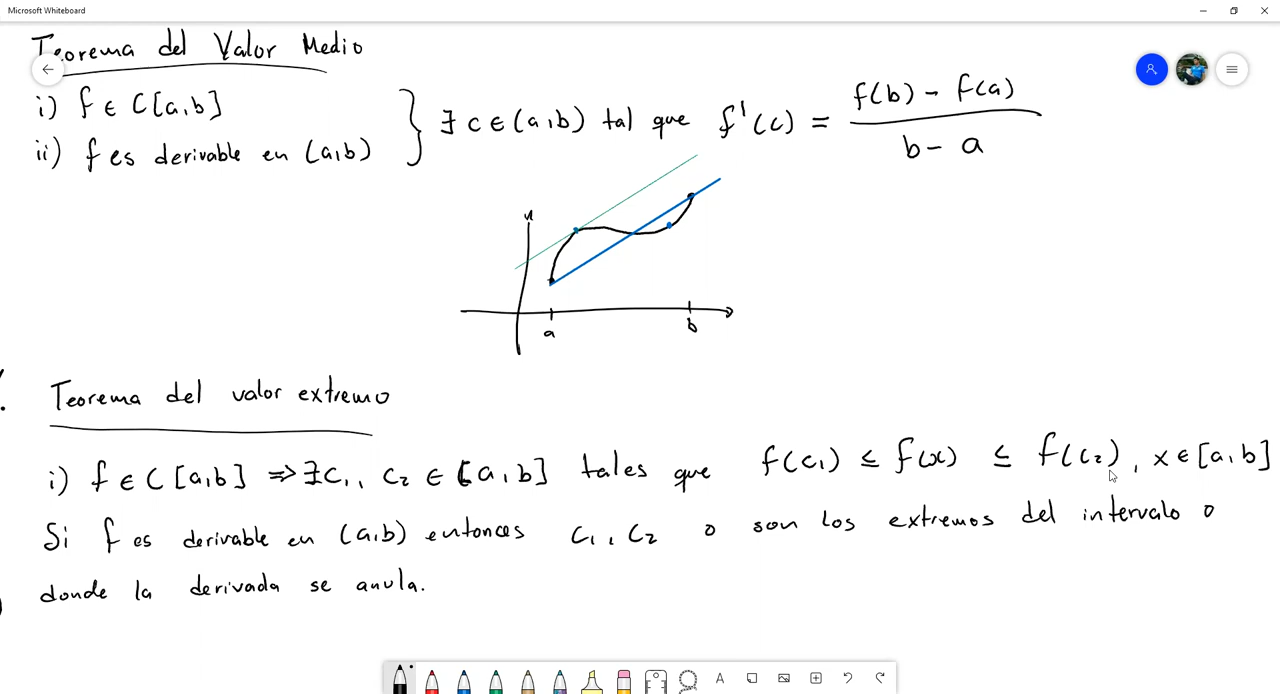 Microsoft Whiteboard
Teorema del Valor Medio
i) f ∈ C[a,b]
ii) f es derivable en (a,b)
} ∃ c ∈ (a,b) tal que f'(c) = (f(b) - f(a)) / (b - a)
a
b
Teorema del valor extremo
i) f ∈ C[a,b] ⇒ ∃ c₁, c₂ ∈ [a,b] tales que f(c₁) ≤ f(x) ≤ f(c₂), x ∈ [a,b]
Si f es derivable en (a,b) entonces c₁, c₂ o son los extremos del intervalo o
donde la derivada se anula.